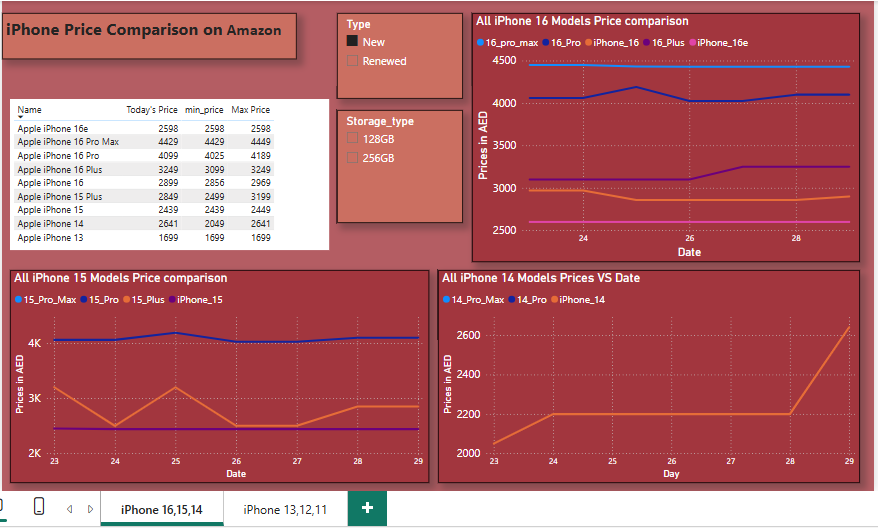 iPhone Price Comparison on Amazon
Type
New
Renewed
Storage_type
128GB
256GB
Name Today's Price min_price Max Price
Apple iPhone 16e 2598 2598 2598
Apple iPhone 16 Pro Max 4429 4429 4449
Apple iPhone 16 Pro 4099 4025 4189
Apple iPhone 16 Plus 3249 3099 3249
Apple iPhone 16 2899 2856 2969
Apple iPhone 15 Plus 2849 2499 3199
Apple iPhone 15 2439 2439 2449
Apple iPhone 14 2641 2049 2641
Apple iPhone 13 1699 1699 1699
All iPhone 16 Models Price comparison
16_pro_max 16_Pro iPhone_16 16_Plus iPhone_16e
Prices in AED
4500
4000
3500
3000
2500
24 26 28
Date
All iPhone 15 Models Price comparison
15_Pro_Max 15_Pro 15_Plus iPhone_15
Prices in AED
4K
3K
2K
23 24 25 26 27 28 29
Date
All iPhone 14 Models Prices VS Date
14_Pro_Max 14_Pro iPhone_14
Prices in AED
2600
2400
2200
2000
23 24 25 26 27 28 29
Day
iPhone 16,15,14 iPhone 13,12,11 +